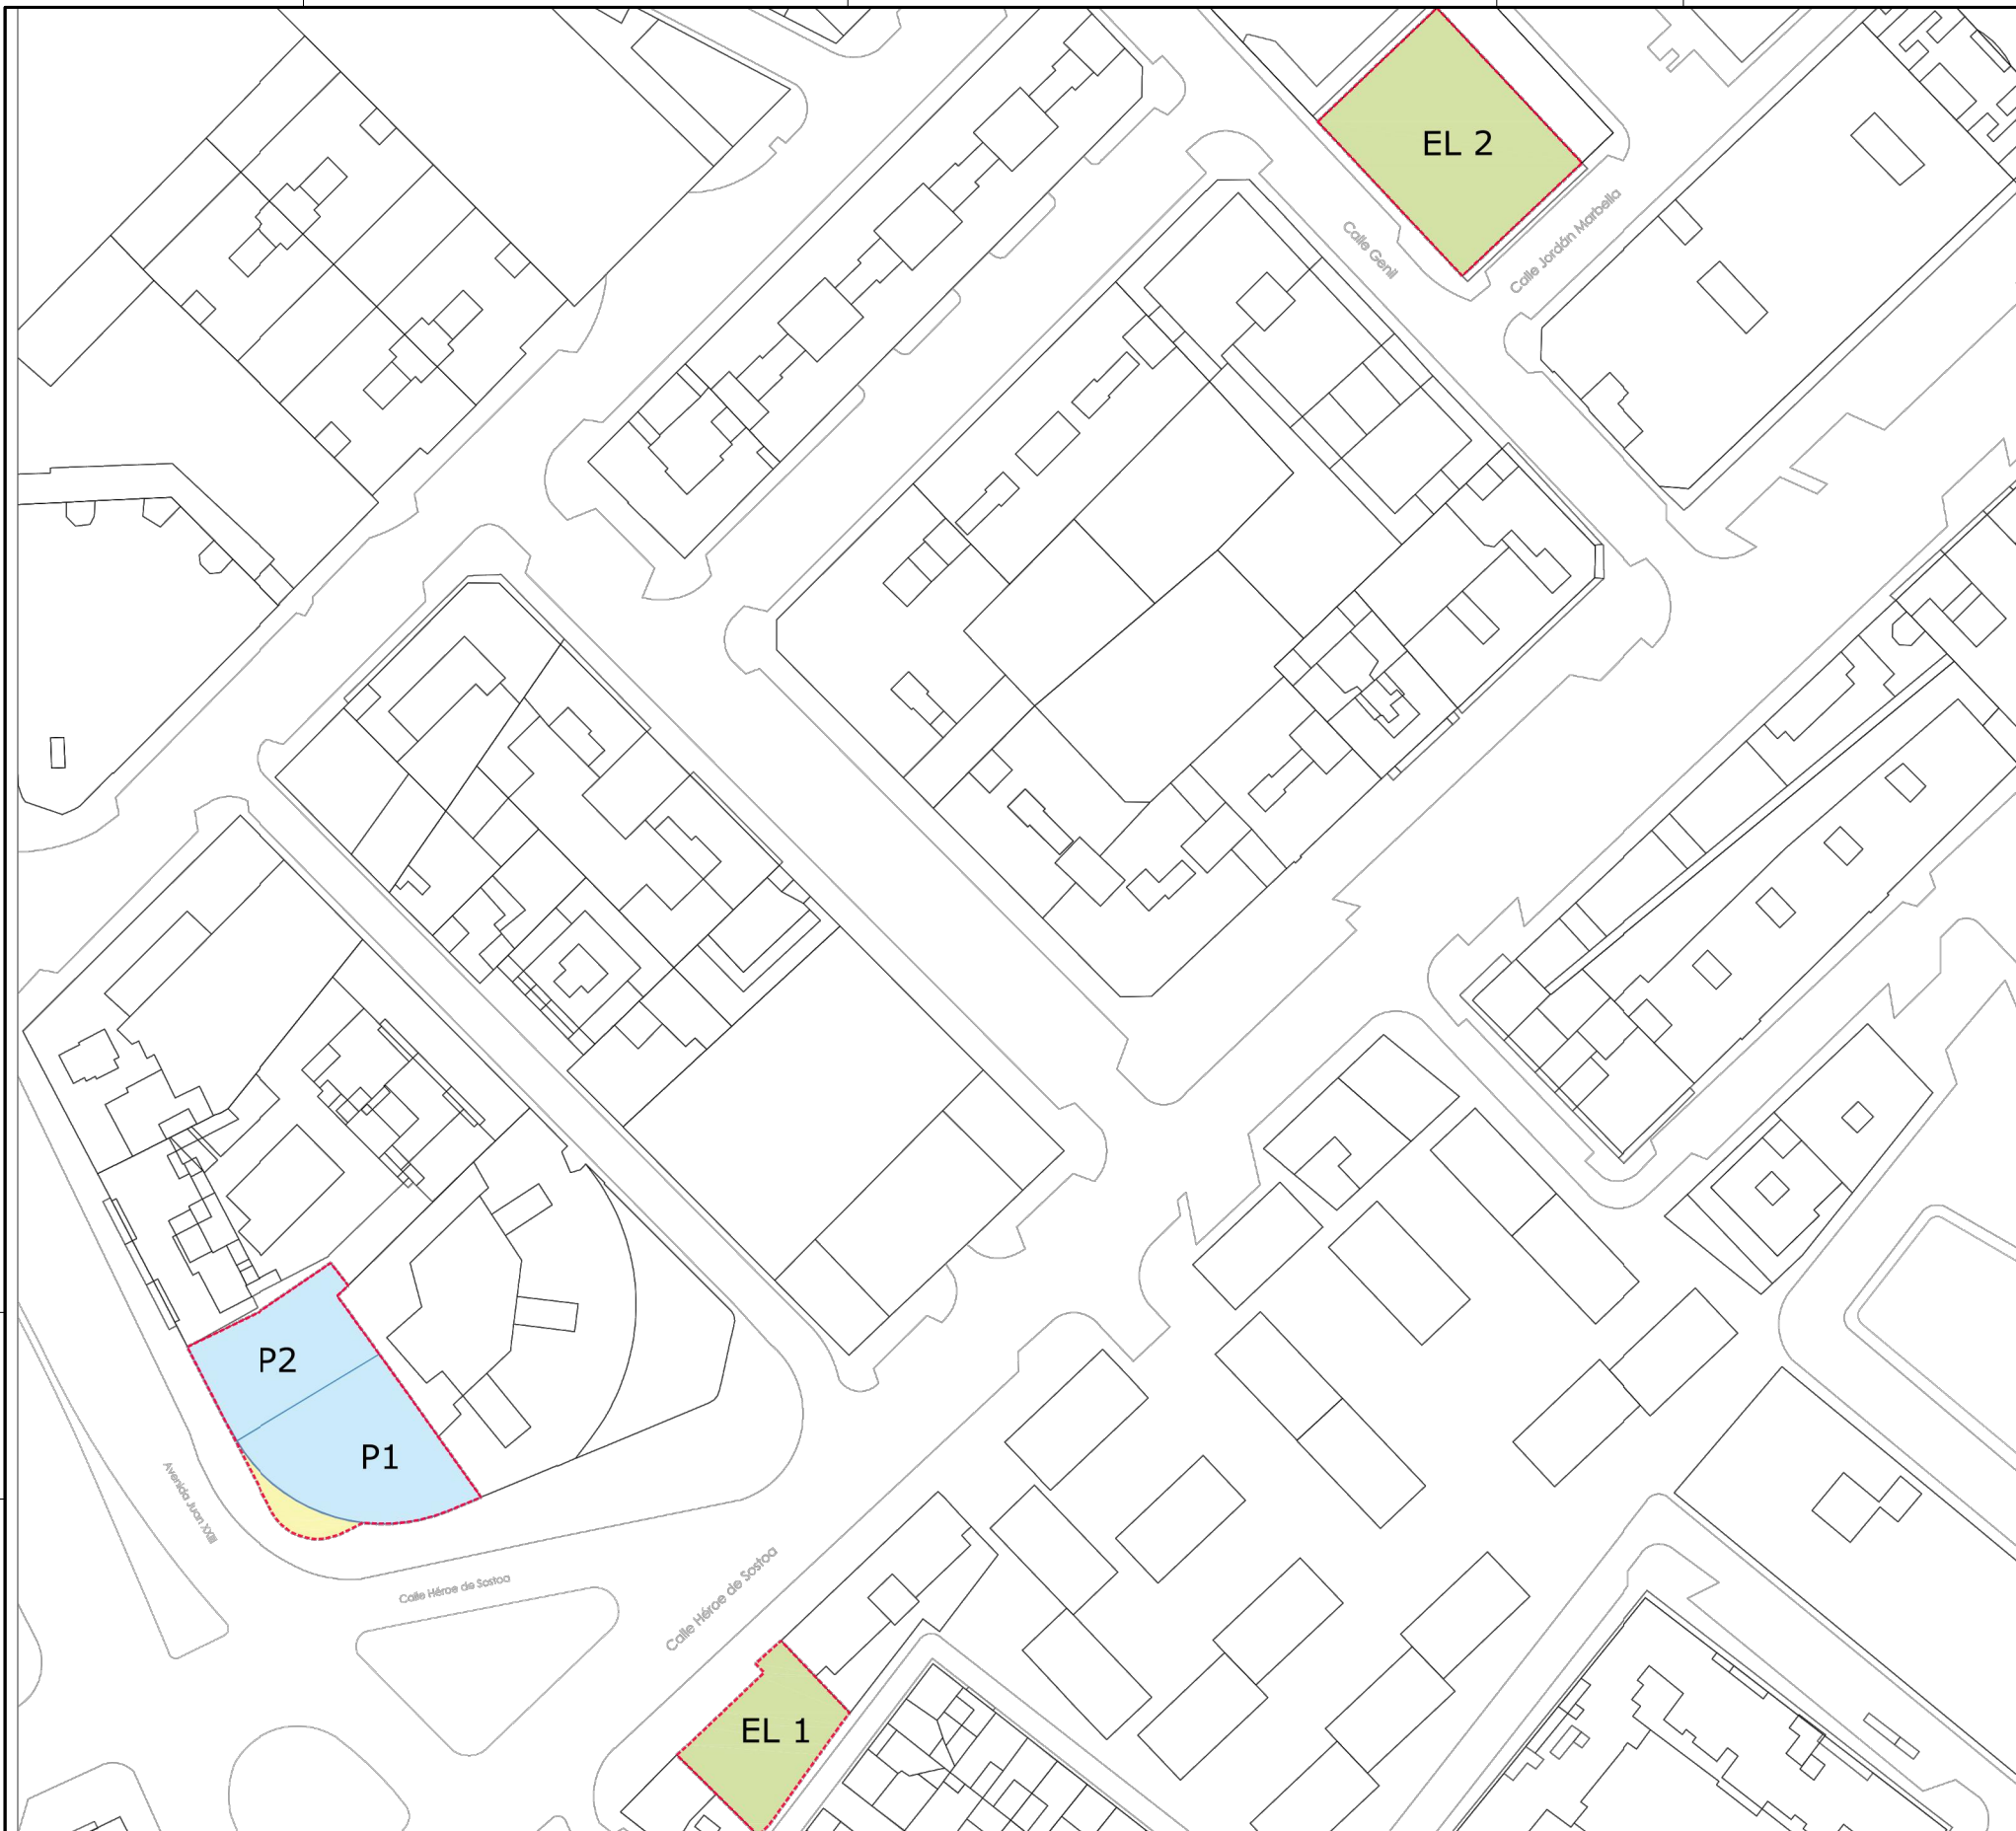 EL 2
Calle Genil
Calle Jordán Marbella
P2
P1
Avenida Juan XXIII
Calle Héroe de Sostoa
Calle Héroe de Sostoa
EL 1